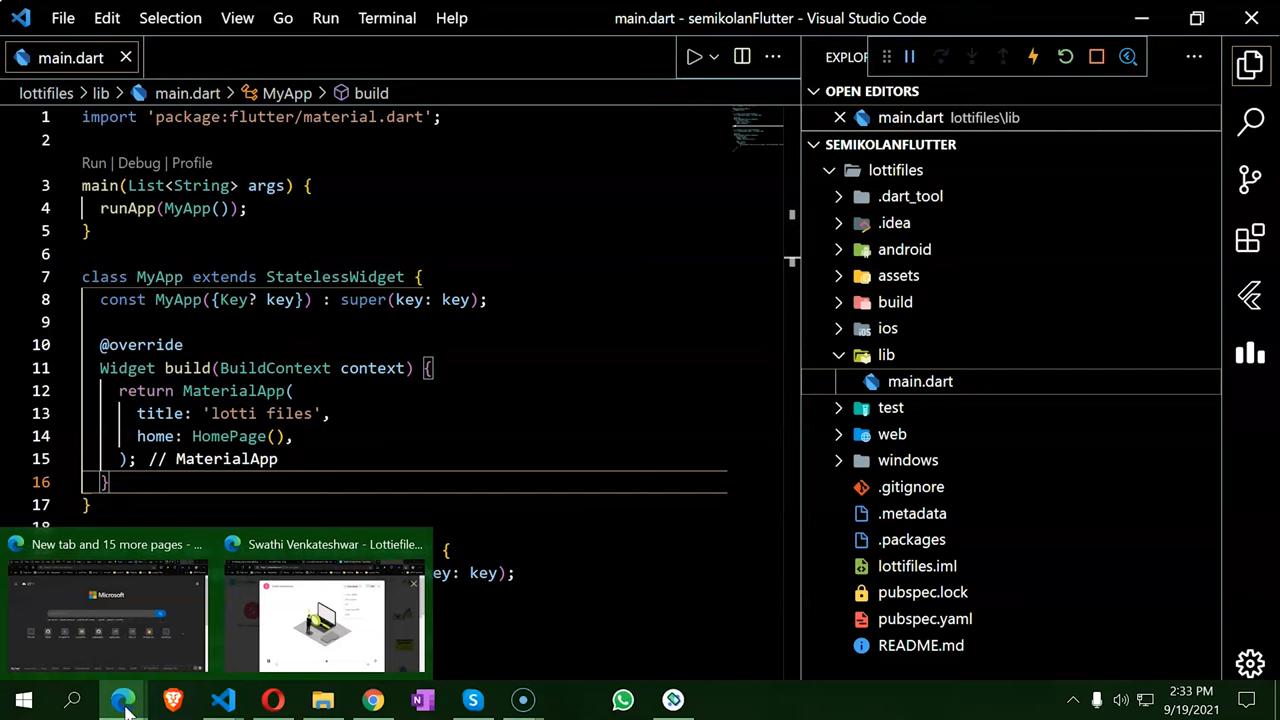 File Edit Selection View Go Run Terminal Help main.dart - semikolanFlutter - Visual Studio Code
main.dart
EXPLOR
lottifiles > lib > main.dart > MyApp > build
1 import 'package:flutter/material.dart';
2
Run | Debug | Profile
3 main(List<String> args) {
4 runApp(MyApp());
5 }
6
7 class MyApp extends StatelessWidget {
8 const MyApp({Key? key}) : super(key: key);
9
10 @override
11 Widget build(BuildContext context) {
12 return MaterialApp(
13 title: 'lotti files',
14 home: HomePage(),
15 ); // MaterialApp
16 }
17 }
18
{
ey: key);
OPEN EDITORS
main.dart lottifiles\lib
SEMIKOLANFLUTTER
lottifiles
.dart_tool
.idea
android
assets
build
ios
lib
main.dart
test
web
windows
.gitignore
.metadata
.packages
lottifiles.iml
pubspec.lock
pubspec.yaml
README.md
New tab and 15 more pages - ...
Swathi Venkateshwar - Lottiefile...
Microsoft
2:33 PM
9/19/2021